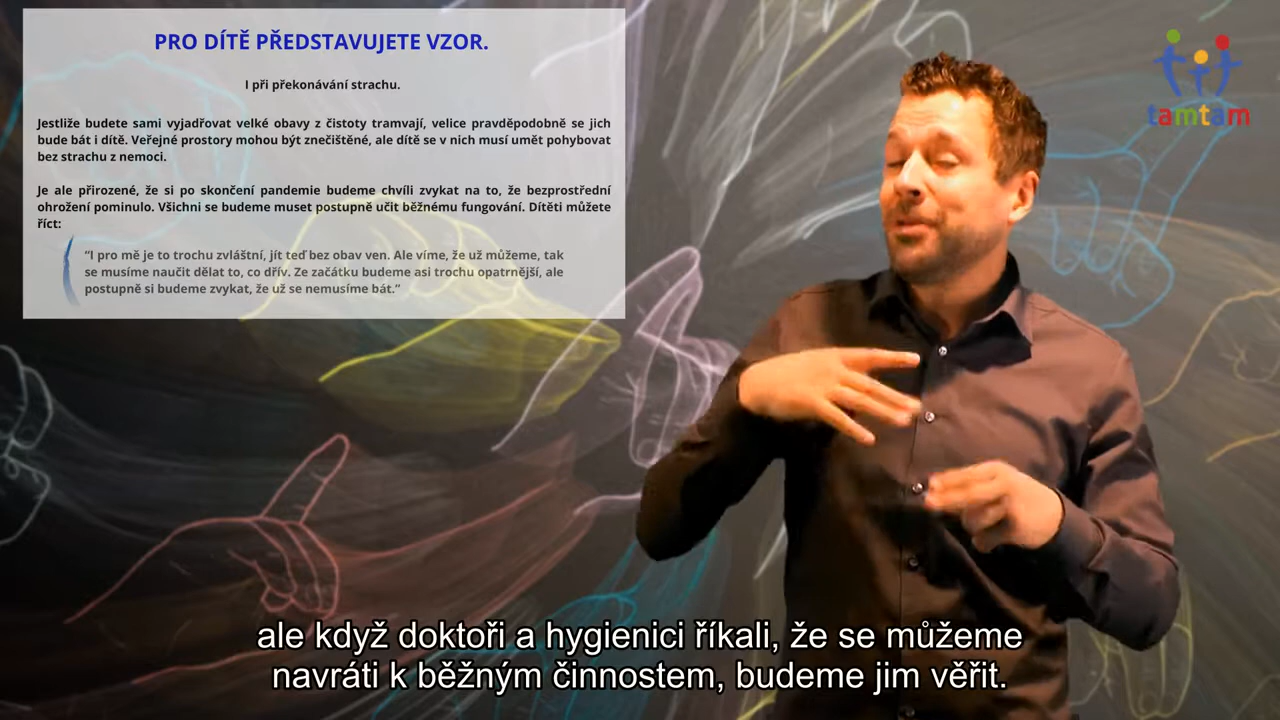 PRO DÍTĚ PŘEDSTAVUJETE VZOR.
I při překonávání strachu.
Jestliže budete sami vyjadřovat velké obavy z čistoty tramvají, velice pravděpodobně se jich
bude bát i dítě. Veřejné prostory mohou být znečištěné, ale dítě se v nich musí umět pohybovat
bez strachu z nemoci.
Je ale přirozené, že si po skončení pandemie budeme chvíli zvykat na to, že bezprostřední
ohrožení pominulo. Všichni se budeme muset postupně učit běžnému fungování. Dítěti můžete
říct:
“I pro mě je to trochu zvláštní, jít teď bez obav ven. Ale víme, že už můžeme, tak
se musíme naučit dělat to, co dřív. Ze začátku budeme asi trochu opatrnější, ale
postupně si budeme zvykat, že už se nemusíme bát.”
tamtam
ale když doktoři a hygienici říkali, že se můžeme
navráti k běžným činnostem, budeme jim věřit.